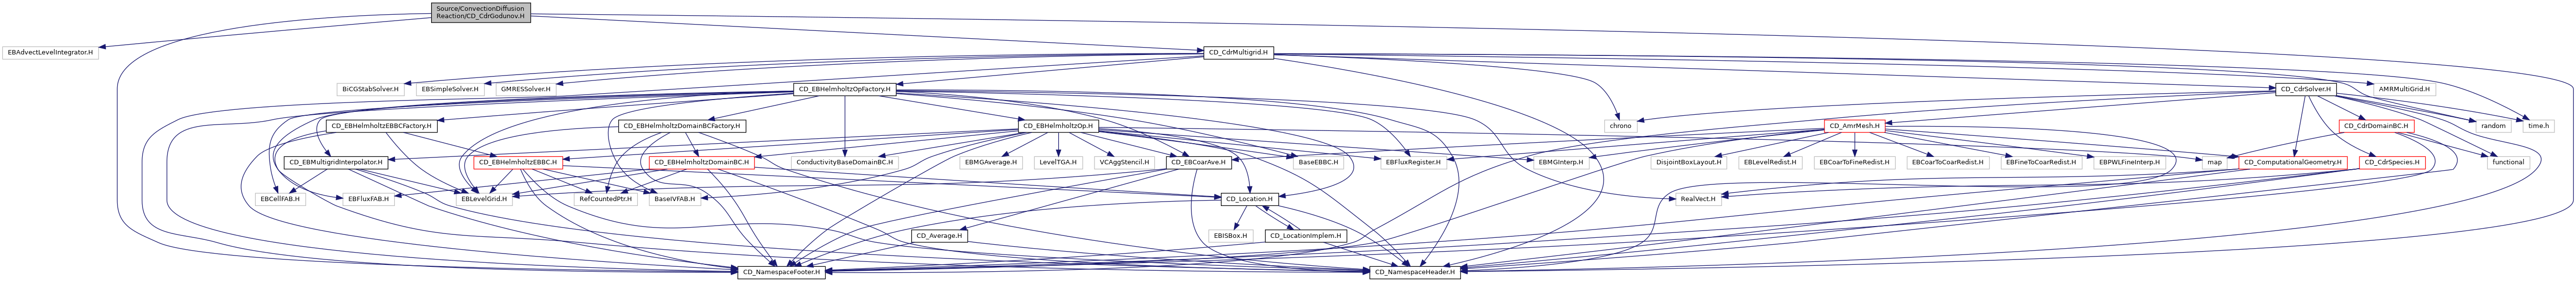 Source/ConvectionDiffusion
Reaction/CD_CdrGodunov.H
EBAdvectLevelIntegrator.H
CD_CdrMultigrid.H
BiCGStabSolver.H
EBSimpleSolver.H
GMRESSolver.H
CD_EBHelmholtzOpFactory.H
CD_CdrSolver.H
AMRMultiGrid.H
CD_EBHelmholtzEBBCFactory.H
CD_EBHelmholtzDomainBCFactory.H
CD_EBHelmholtzOp.H
chrono
CD_AmrMesh.H
CD_CdrDomainBC.H
random
time.h
CD_EBMultigridInterpolator.H
CD_EBHelmholtzEBBC.H
CD_EBHelmholtzDomainBC.H
ConductivityBaseDomainBC.H
EBMGAverage.H
LevelTGA.H
VCAggStencil.H
CD_EBCoarAve.H
BaseEBBC.H
EBFluxRegister.H
EBMGInterp.H
DisjointBoxLayout.H
EBLevelRedist.H
EBCoarToFineRedist.H
EBCoarToCoarRedist.H
EBFineToCoarRedist.H
EBPWLFineInterp.H
map
CD_ComputationalGeometry.H
CD_CdrSpecies.H
functional
EBCellFAB.H
EBFluxFAB.H
EBLevelGrid.H
RefCountedPtr.H
BaseIVFAB.H
CD_Location.H
RealVect.H
CD_Average.H
EBISBox.H
CD_LocationImplem.H
CD_NamespaceFooter.H
CD_NamespaceHeader.H